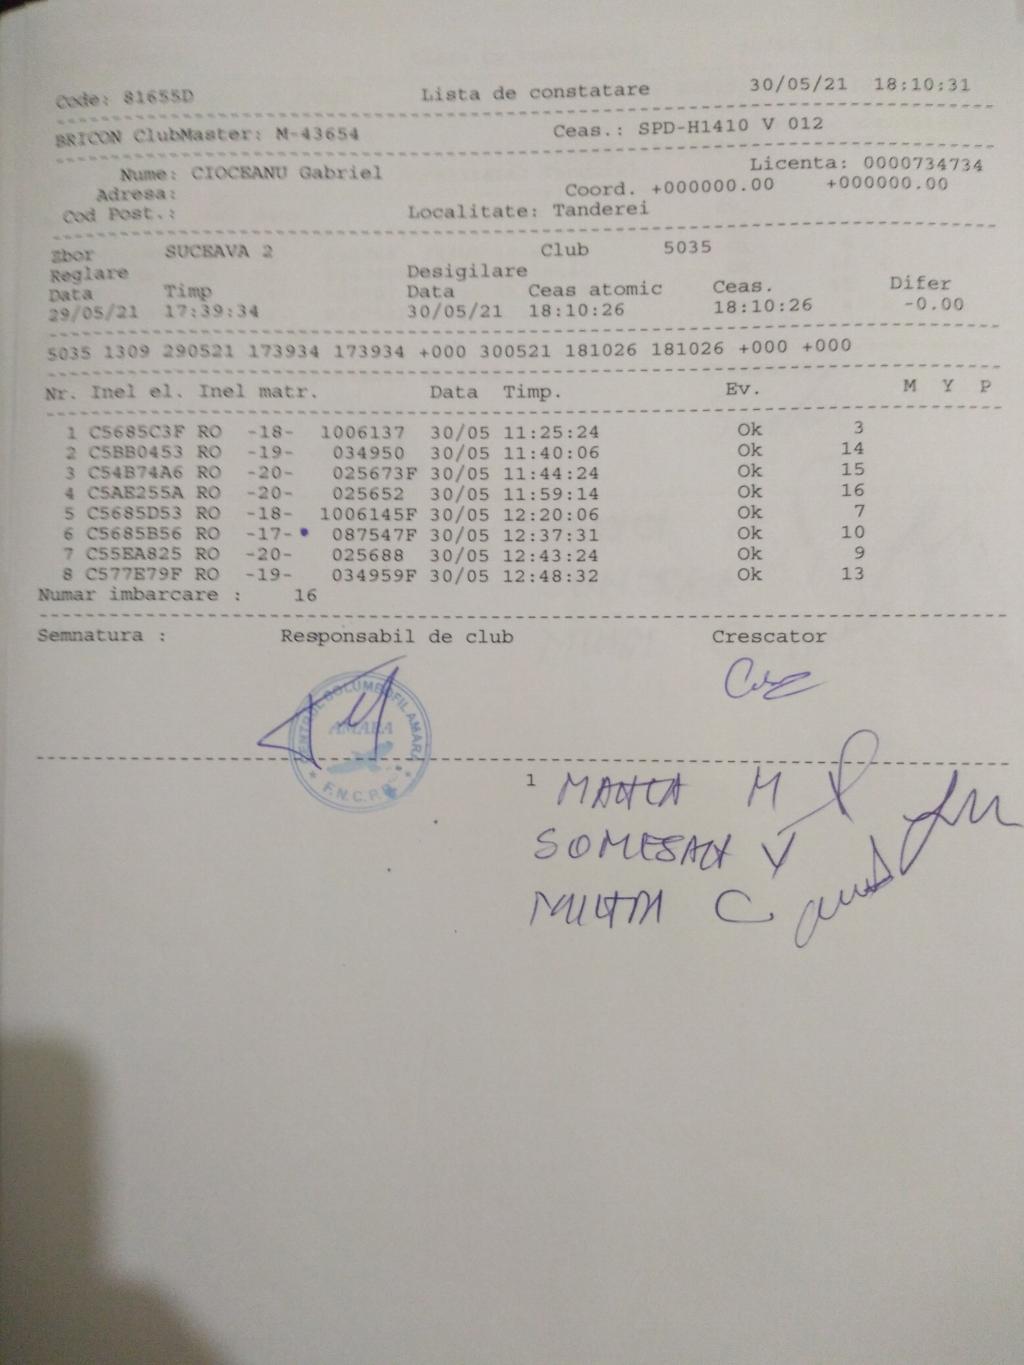 Code: 81655D Lista de constatare 30/05/21 18:10:31
BRICON ClubMaster: M-43654 Ceas.: SPD-H1410 V 012
Nume: CIOCEANU Gabriel Licenta: 0000734734
Adresa: Coord. +000000.00 +000000.00
Cod Post.: Localitate: Tanderei
Zbor SUCEAVA 2 Club 5035
Reglare Desigilare
Data Timp Data Ceas atomic Ceas. Difer
29/05/21 17:39:34 30/05/21 18:10:26 18:10:26 -0.00
5035 1309 290521 173934 173934 +000 300521 181026 181026 +000 +000
Nr. Inel el. Inel matr. Data Timp. Ev. M Y P
1 C5685C3F RO -18- 1006137 30/05 11:25:24 Ok 3
2 C5BB0453 RO -19- 034950 30/05 11:40:06 Ok 14
3 C54B74A6 RO -20- 025673F 30/05 11:44:24 Ok 15
4 C5AE255A RO -20- 025652 30/05 11:59:14 Ok 16
5 C5685D53 RO -18- 1006145F 30/05 12:20:06 Ok 7
6 C5685B56 RO -17- 087547F 30/05 12:37:31 Ok 10
7 C55EA825 RO -20- 025688 30/05 12:43:24 Ok 9
8 C577E79F RO -19- 034959F 30/05 12:48:32 Ok 13
Numar imbarcare : 16
Semnatura : Responsabil de club Crescator
COLUMBOFIL AMARA
AMARA
F.N.C.P.R.
1
M
SOMESAN V
C